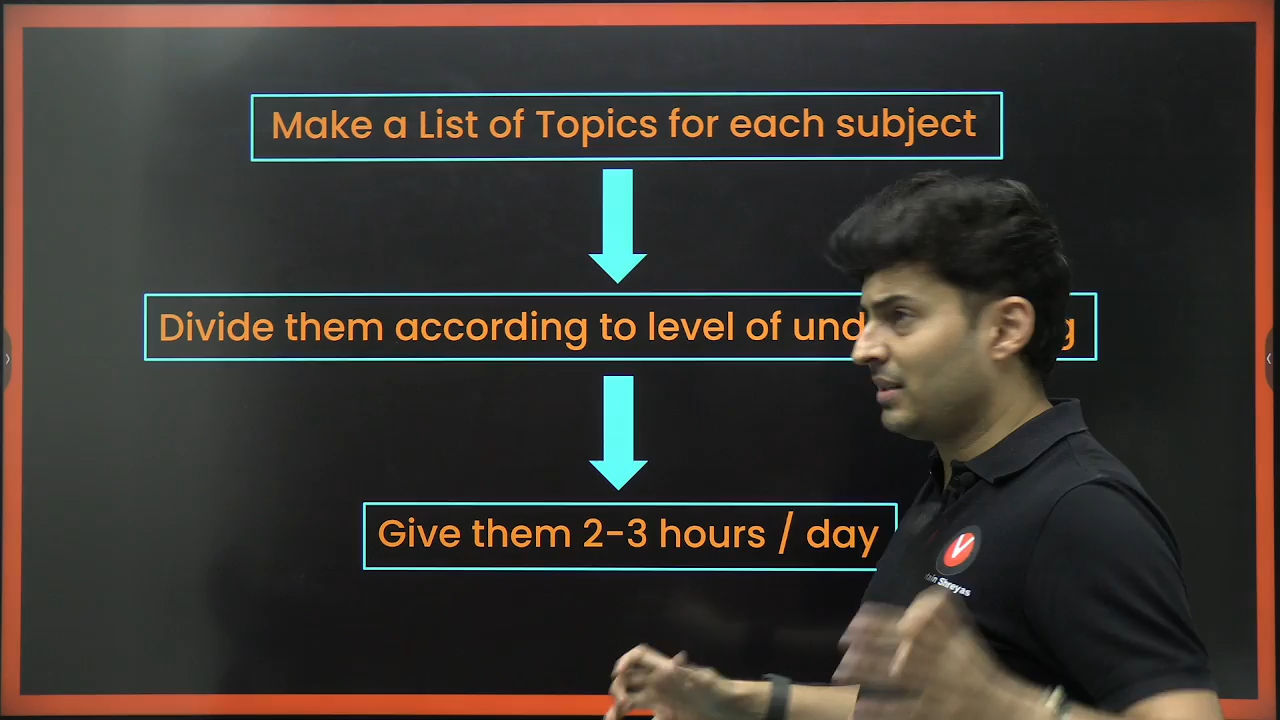 Make a List of Topics for each subject
Divide them according to level of
Give them 2-3 hours / day
Shreyas